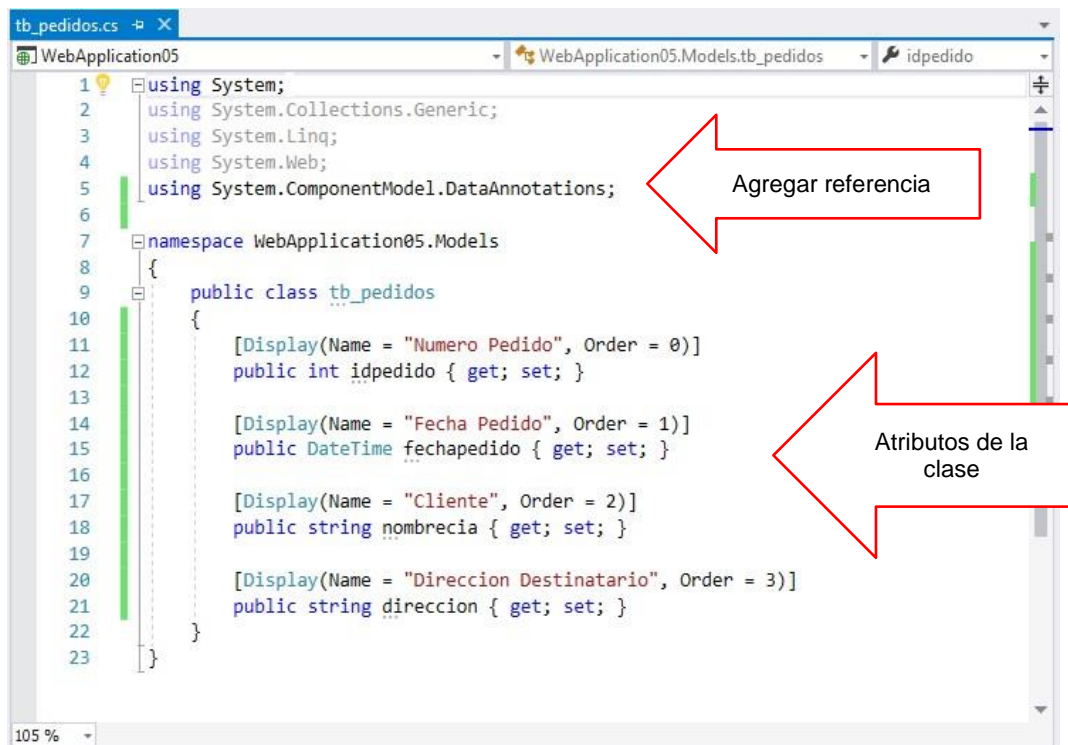 tb_pedidos.cs
WebApplication05 WebApplication05.Models.tb_pedidos idpedido
1 using System;
2 using System.Collections.Generic;
3 using System.Linq;
4 using System.Web;
5 using System.ComponentModel.DataAnnotations;
Agregar referencia
6
7 namespace WebApplication05.Models
8 {
9 public class tb_pedidos
10 {
11 [Display(Name = "Numero Pedido", Order = 0)]
12 public int idpedido { get; set; }
13
14 [Display(Name = "Fecha Pedido", Order = 1)]
15 public DateTime fechapedido { get; set; }
Atributos de la
clase
16
17 [Display(Name = "Cliente", Order = 2)]
18 public string nombrecia { get; set; }
19
20 [Display(Name = "Direccion Destinatario", Order = 3)]
21 public string direccion { get; set; }
22 }
23 }
105 %